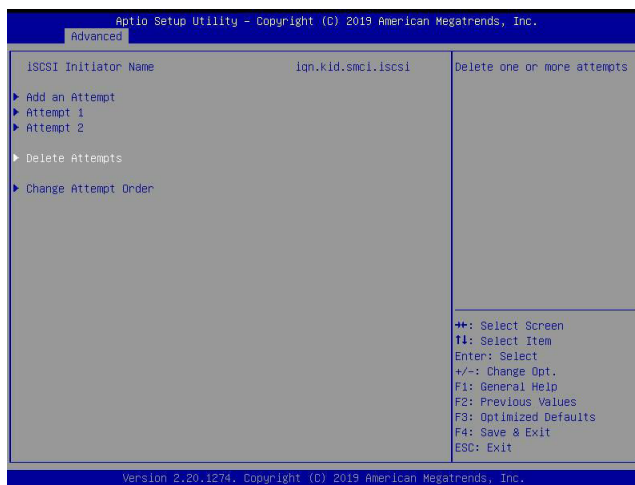 Aptio Setup Utility – Copyright (C) 2019 American Megatrends, Inc.
Advanced
iSCSI Initiator Name iqn.kid.smci.iscsi
Add an Attempt
Attempt 1
Attempt 2
Delete Attempts
Change Attempt Order
Delete one or more attempts
→←: Select Screen
↑↓: Select Item
Enter: Select
+/-: Change Opt.
F1: General Help
F2: Previous Values
F3: Optimized Defaults
F4: Save & Exit
ESC: Exit
Version 2.20.1274. Copyright (C) 2019 American Megatrends, Inc.